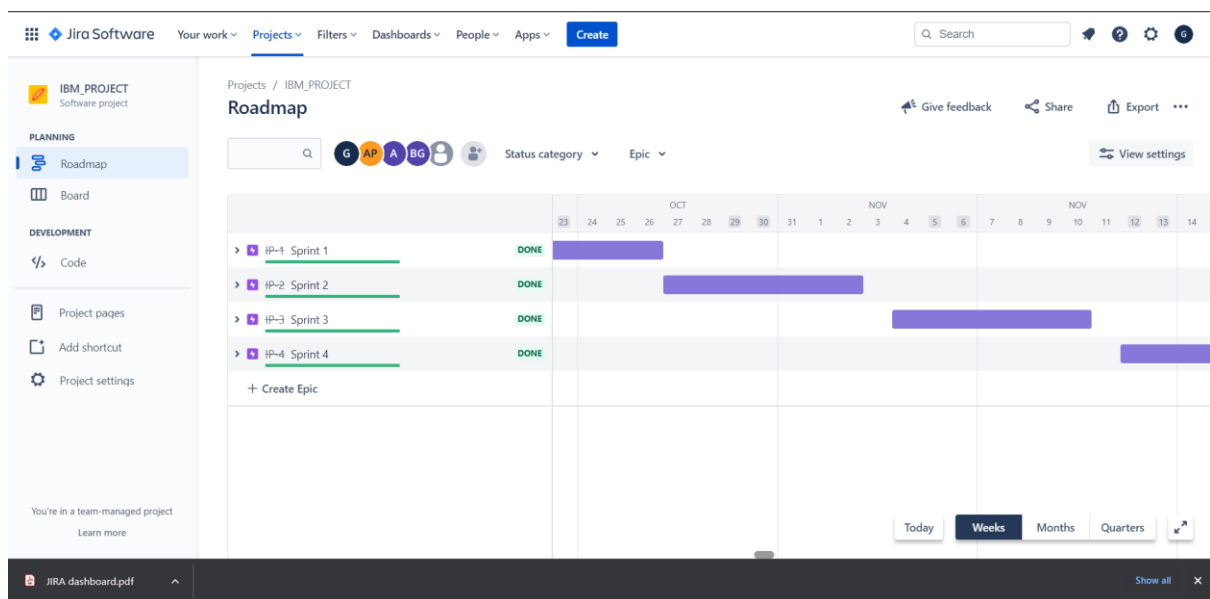 Jira Software Your work Projects Filters Dashboards People Apps Create Search G
IBM_PROJECT
Software project
PLANNING
Roadmap
Board
DEVELOPMENT
Code
Project pages
Add shortcut
Project settings
You're in a team-managed project
Learn more
Projects / IBM_PROJECT
Roadmap
Give feedback Share Export
G AP A BG Status category Epic View settings
OCT NOV NOV
23 24 25 26 27 28 29 30 31 1 2 3 4 5 6 7 8 9 10 11 12 13 14
IP-1 Sprint 1 DONE
IP-2 Sprint 2 DONE
IP-3 Sprint 3 DONE
IP-4 Sprint 4 DONE
+ Create Epic
Today Weeks Months Quarters
JIRA dashboard.pdf Show all